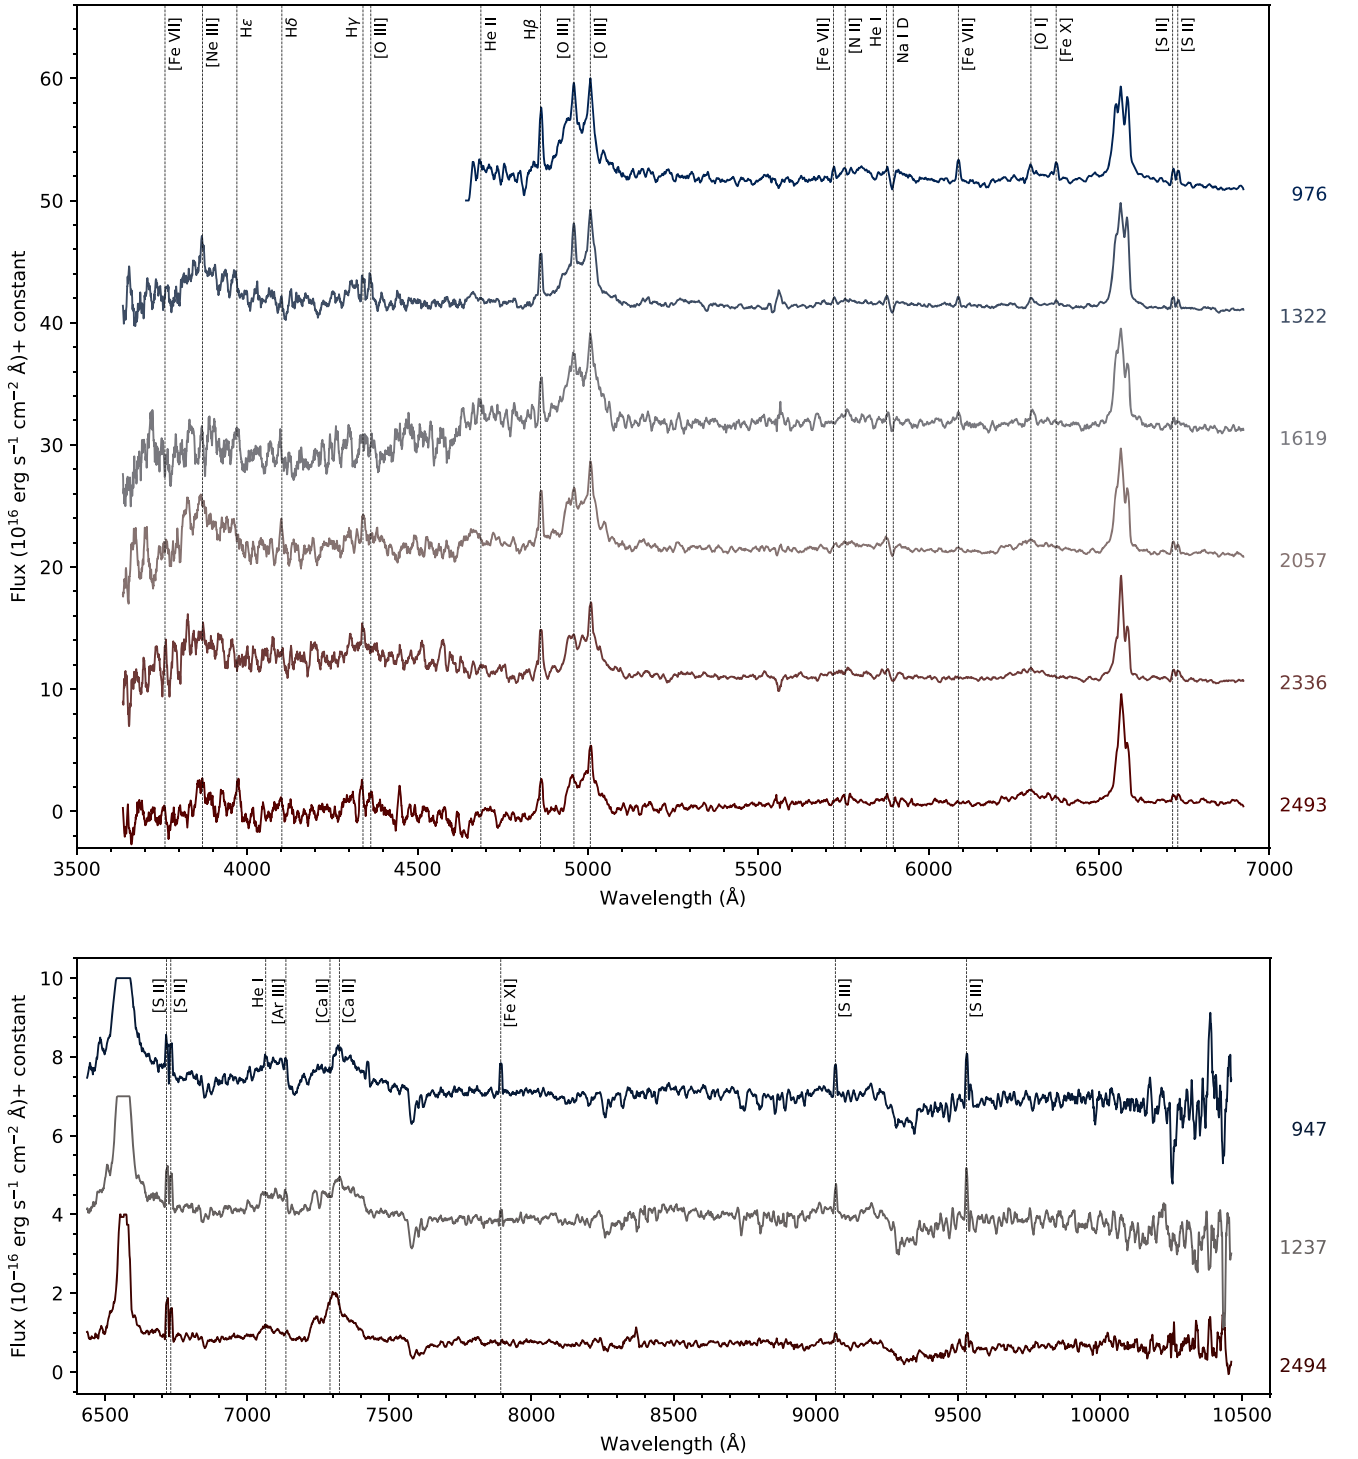 [Fe VII]
[Ne III]
Hε
Hδ
Hγ
[O III]
He II
Hβ
[O III]
[O III]
[Fe VII]
[N II]
He I
Na I D
[Fe VII]
[O I]
[Fe X]
[S II]
[S II]
60
50
40
30
20
10
0
Flux (10¹⁶ erg s⁻¹ cm⁻² Å)+ constant
976
1322
1619
2057
2336
2493
3500 4000 4500 5000 5500 6000 6500 7000
Wavelength (Å)
[S II]
[S II]
He I
[Ar III]
[Ca II]
[Ca II]
[Fe XI]
[S III]
[S III]
10
8
6
4
2
0
Flux (10⁻¹⁶ erg s⁻¹ cm⁻² Å)+ constant
947
1237
2494
6500 7000 7500 8000 8500 9000 9500 10000 10500
Wavelength (Å)